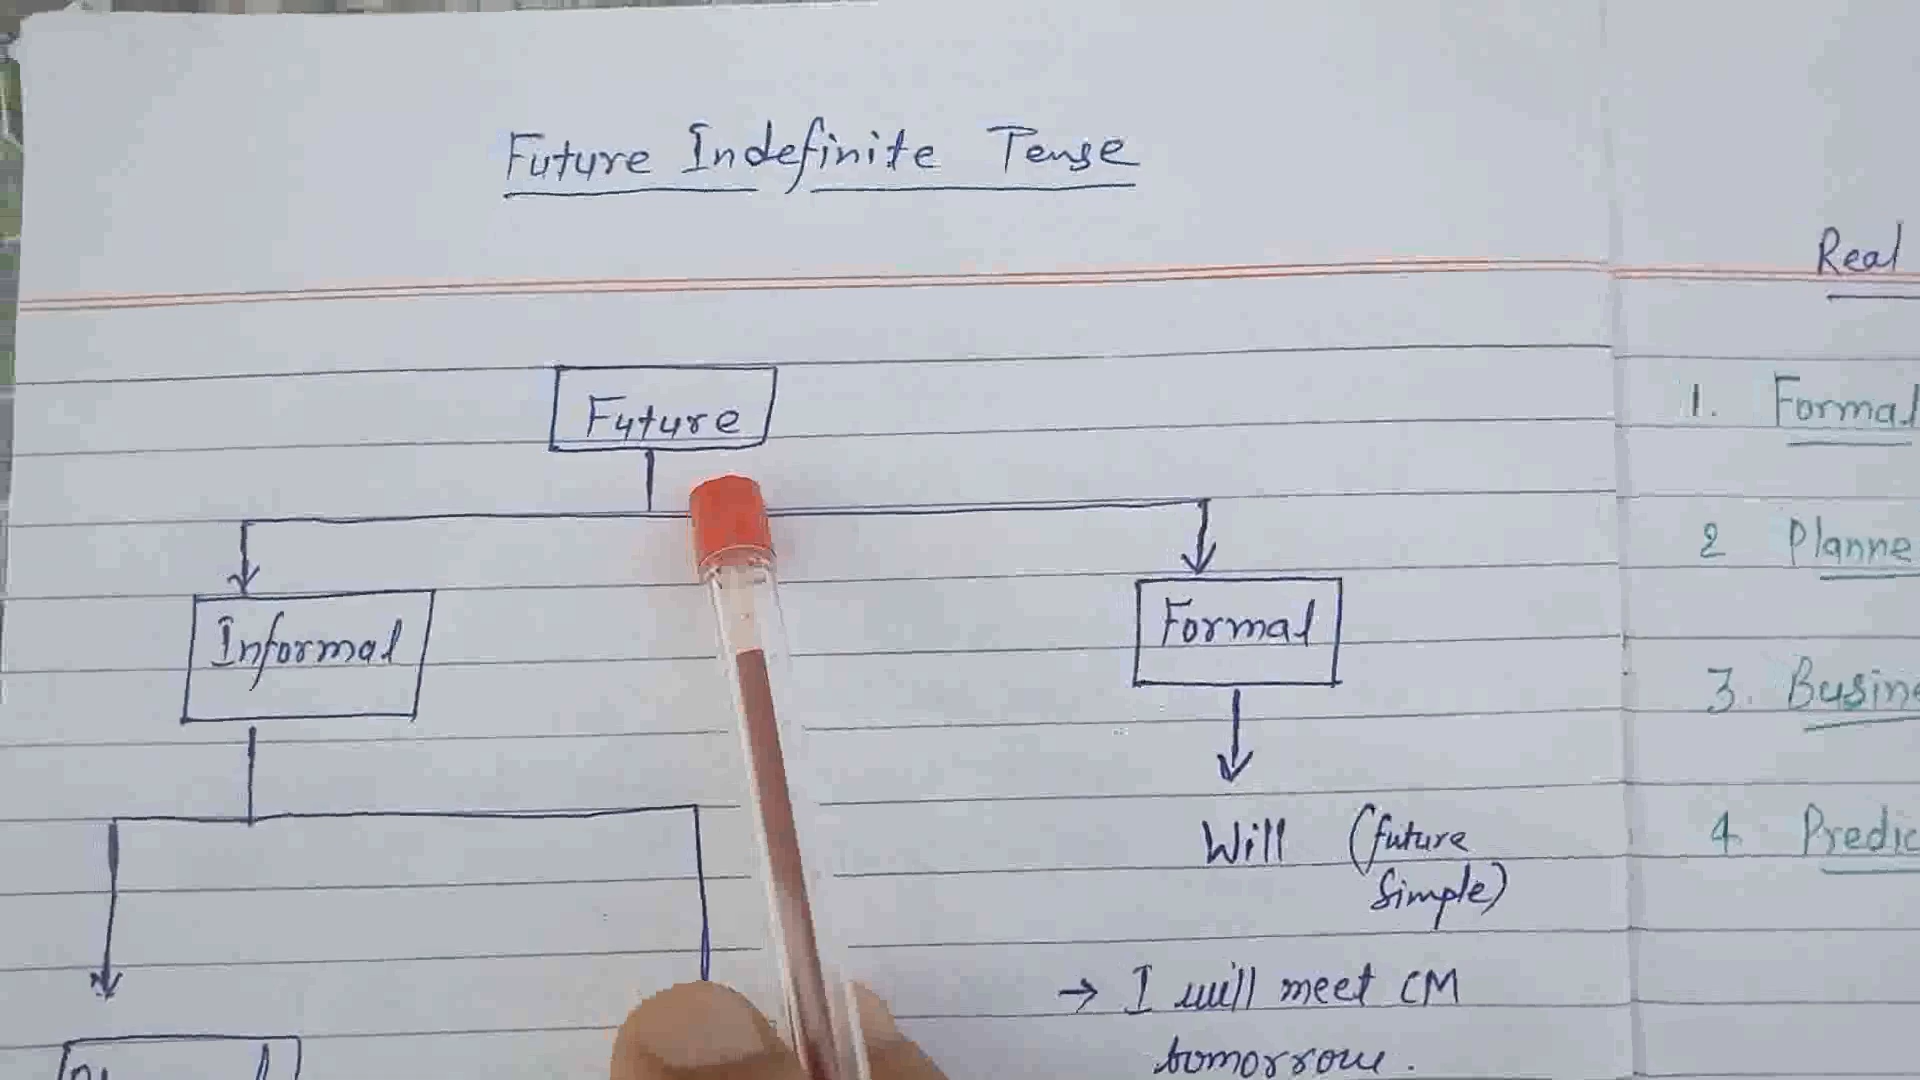 Future Indefinite Tense
Future
Informal
Formal
Will (future
simple)
→ I will meet CM
tomorrow.
Real
1. Formal
2 Planne
3. Busine
4 Predic